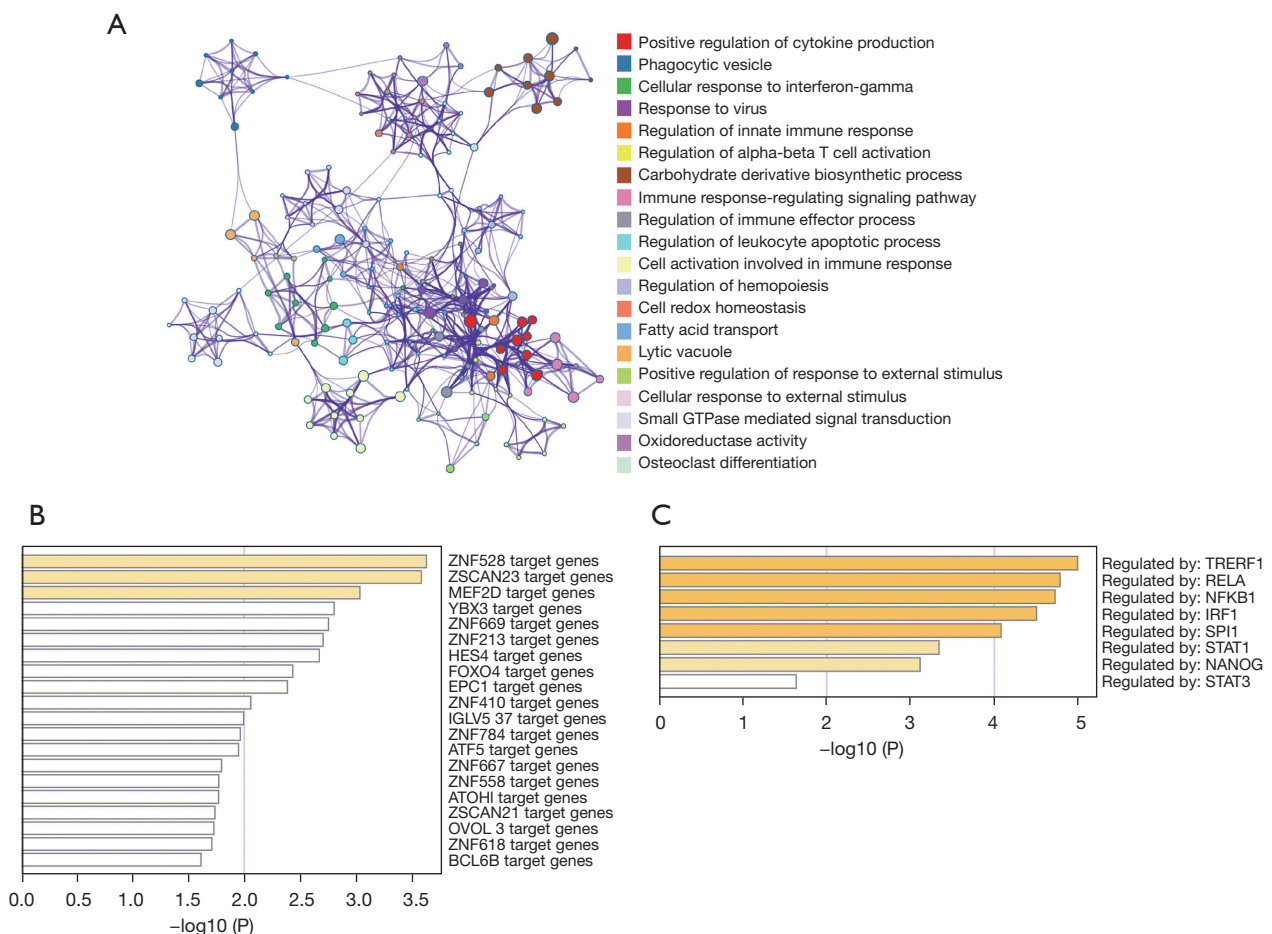 A
Positive regulation of cytokine production
Phagocytic vesicle
Cellular response to interferon-gamma
Response to virus
Regulation of innate immune response
Regulation of alpha-beta T cell activation
Carbohydrate derivative biosynthetic process
Immune response-regulating signaling pathway
Regulation of immune effector process
Regulation of leukocyte apoptotic process
Cell activation involved in immune response
Regulation of hemopoiesis
Cell redox homeostasis
Fatty acid transport
Lytic vacuole
Positive regulation of response to external stimulus
Cellular response to external stimulus
Small GTPase mediated signal transduction
Oxidoreductase activity
Osteoclast differentiation
B
ZNF528 target genes
ZSCAN23 target genes
MEF2D target genes
YBX3 target genes
ZNF669 target genes
ZNF213 target genes
HES4 target genes
FOXO4 target genes
EPC1 target genes
ZNF410 target genes
IGLV5 37 target genes
ZNF784 target genes
ATF5 target genes
ZNF667 target genes
ZNF558 target genes
ATOHl target genes
ZSCAN21 target genes
OVOL 3 target genes
ZNF618 target genes
BCL6B target genes
0.0 0.5 1.0 1.5 2.0 2.5 3.0 3.5
−log10 (P)
C
Regulated by: TRERF1
Regulated by: RELA
Regulated by: NFKB1
Regulated by: IRF1
Regulated by: SPI1
Regulated by: STAT1
Regulated by: NANOG
Regulated by: STAT3
0 1 2 3 4 5
−log10 (P)